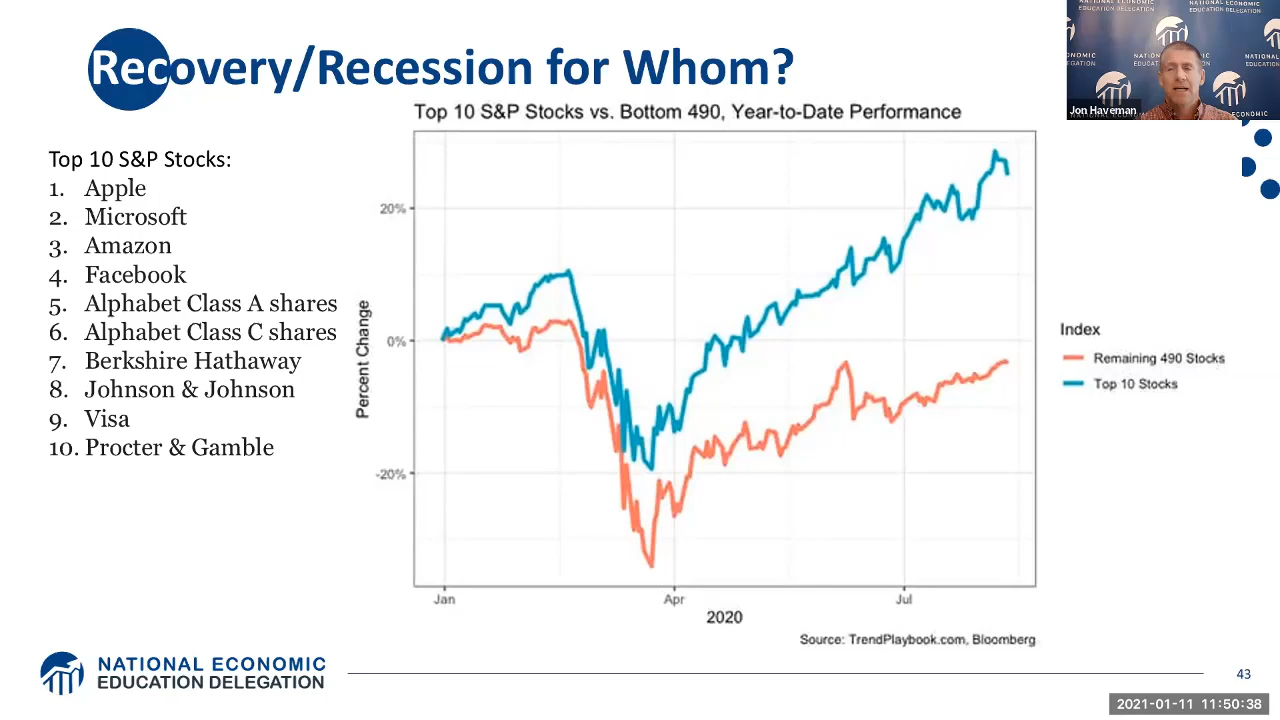 Recovery/Recession for Whom?
Top 10 S&P Stocks vs. Bottom 490, Year-to-Date Performance
Top 10 S&P Stocks:
1. Apple
2. Microsoft
3. Amazon
4. Facebook
5. Alphabet Class A shares
6. Alphabet Class C shares
7. Berkshire Hathaway
8. Johnson & Johnson
9. Visa
10. Procter & Gamble
Percent Change
20%
0%
-20%
Jan
Apr
Jul
2020
Index
Remaining 490 Stocks
Top 10 Stocks
Source: TrendPlaybook.com, Bloomberg
NATIONAL ECONOMIC
EDUCATION DELEGATION
43
Jon Haveman
2021-01-11 11:50:38